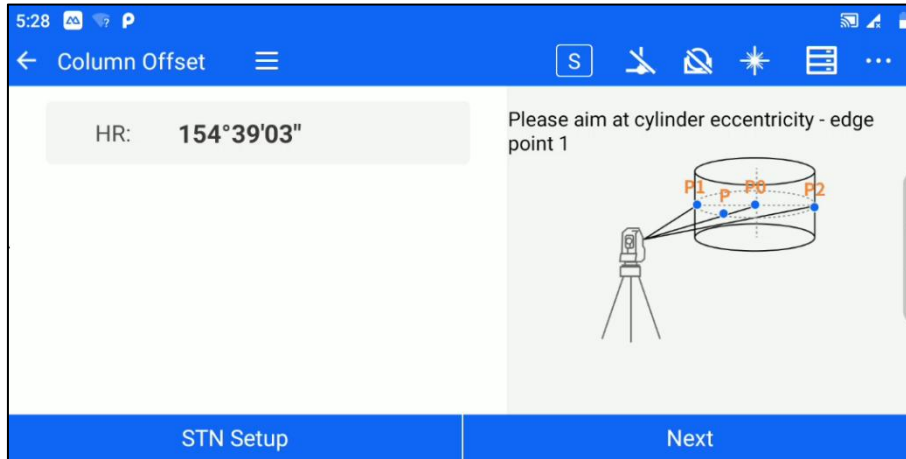 5:28
Column Offset
S
HR: 154°39'03"
Please aim at cylinder eccentricity - edge
point 1
P1 P P0 P2
STN Setup
Next